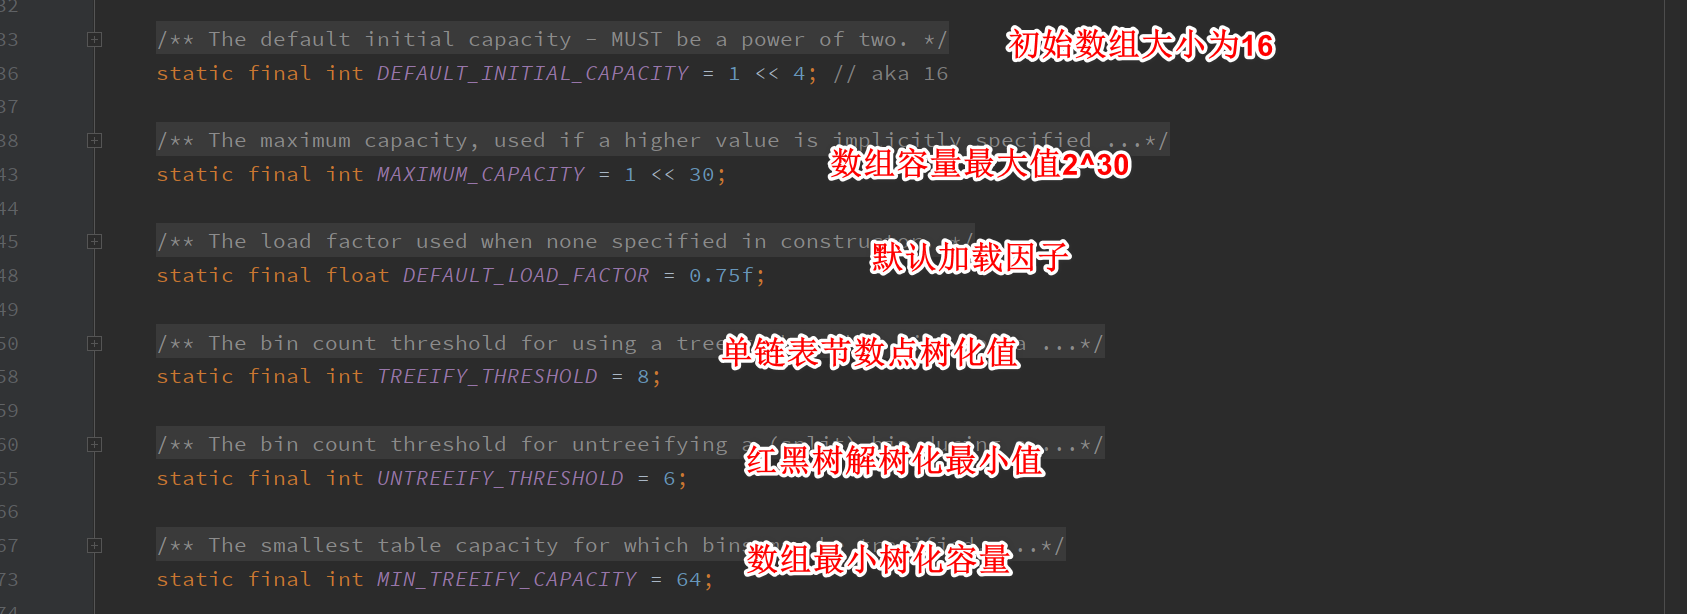 32
33 /** The default initial capacity - MUST be a power of two. */ 初始数组大小为16
36 static final int DEFAULT_INITIAL_CAPACITY = 1 << 4; // aka 16
37
38 /** The maximum capacity, used if a higher value is implicitly specified ...*/
数组容量最大值2^30
43 static final int MAXIMUM_CAPACITY = 1 << 30;
44
45 /** The load factor used when none specified in constructor. */
默认加载因子
48 static final float DEFAULT_LOAD_FACTOR = 0.75f;
49
50 /** The bin count threshold for using a tree ...*/
单链表节数点树化值
58 static final int TREEIFY_THRESHOLD = 8;
59
60 /** The bin count threshold for untreeifying a (split) bin during ...*/
红黑树解树化最小值
65 static final int UNTREEIFY_THRESHOLD = 6;
66
67 /** The smallest table capacity for which bins ...*/
数组最小树化容量
73 static final int MIN_TREEIFY_CAPACITY = 64;
74